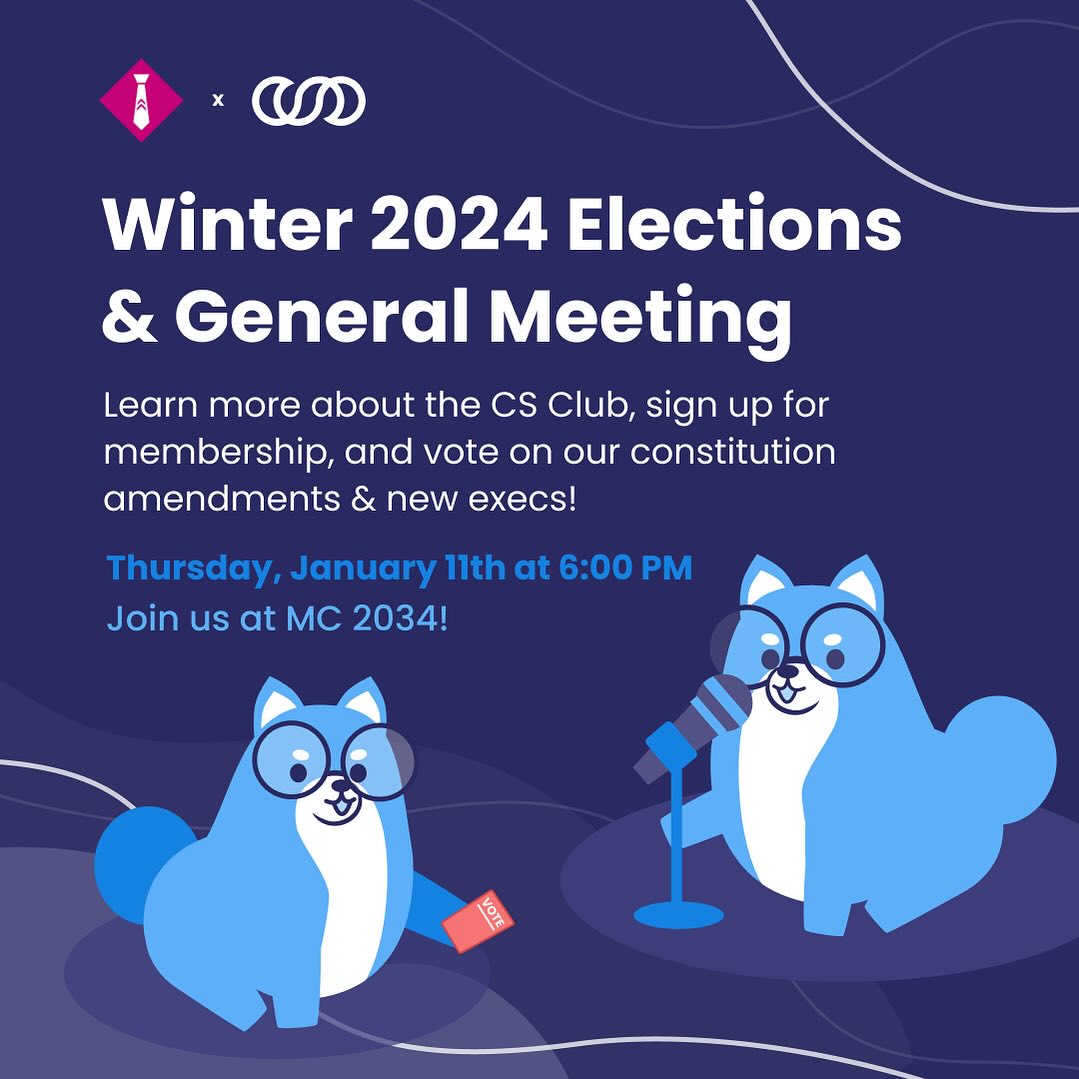 x
Winter 2024 Elections
& General Meeting
Learn more about the CS Club, sign up for
membership, and vote on our constitution
amendments & new execs!
Thursday, January 11th at 6:00 PM
Join us at MC 2034!
VOTE